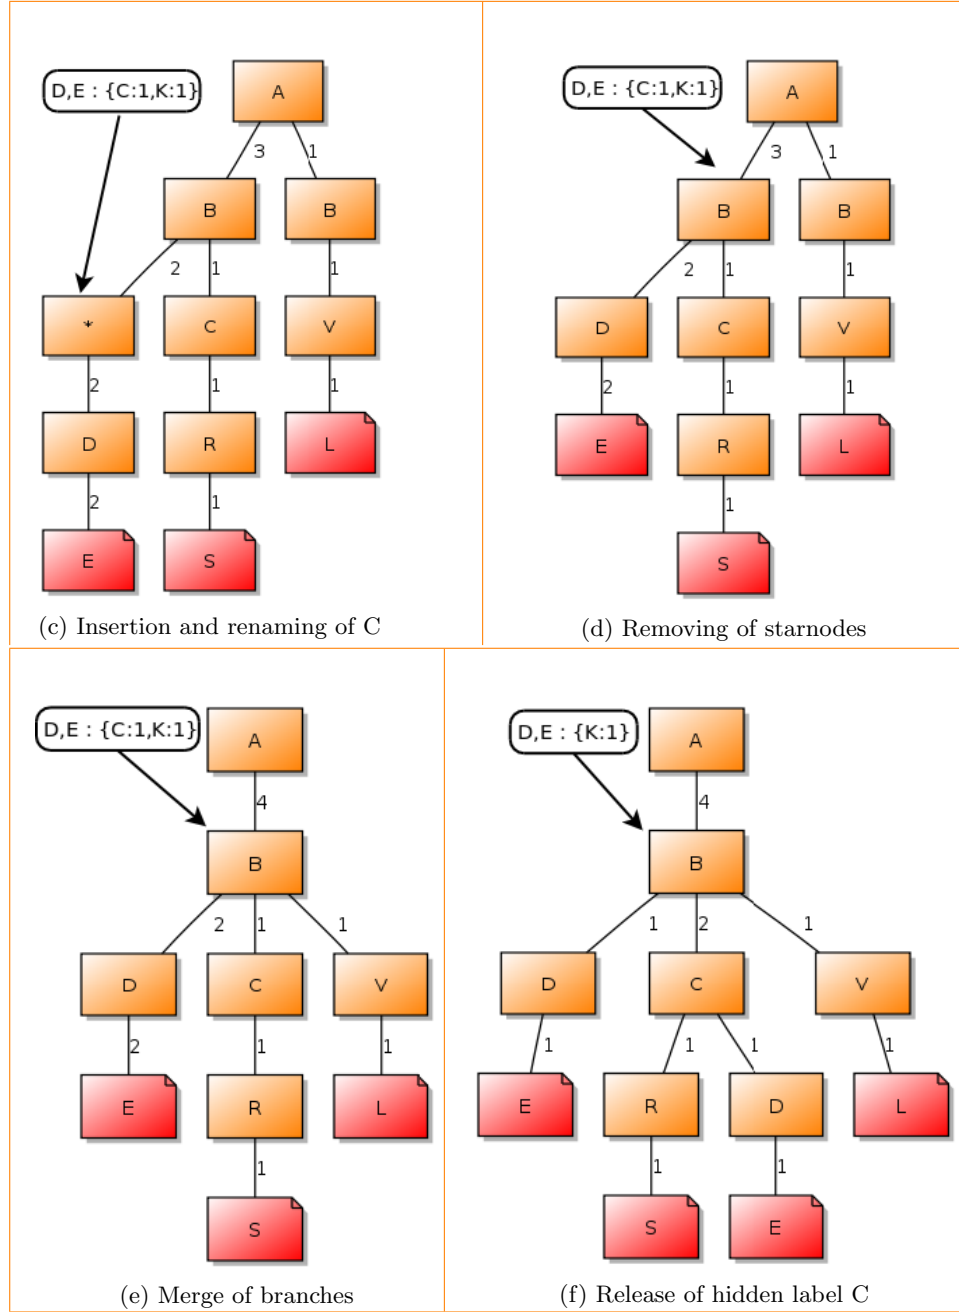 D,E : {C:1,K:1}
A
3
1
B
B
2
1
1
*
C
V
2
1
1
D
R
L
2
1
E
S
(c) Insertion and renaming of C
D,E : {C:1,K:1}
A
3
1
B
B
2
1
1
D
C
V
2
1
1
E
R
L
1
S
(d) Removing of starnodes
D,E : {C:1,K:1}
A
4
B
2
1
1
D
C
V
2
1
1
E
R
L
1
S
(e) Merge of branches
D,E : {K:1}
A
4
B
1
2
1
D
C
V
1
1
1
1
E
R
D
L
1
1
S
E
(f) Release of hidden label C